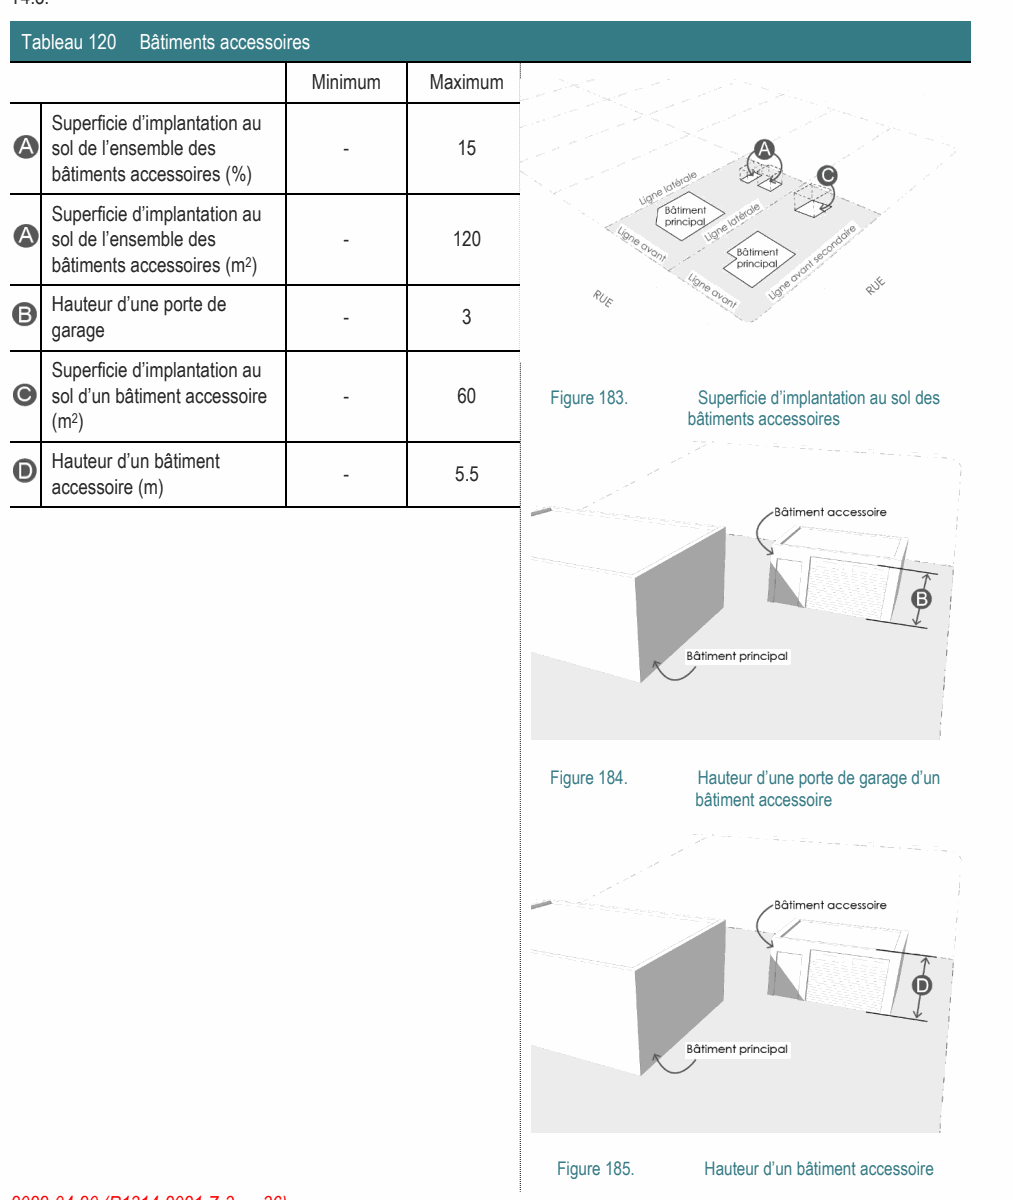 Tableau 120 Bâtiments accessoires
Minimum Maximum
A Superficie d’implantation au
sol de l’ensemble des
bâtiments accessoires (%)
- 15
A Superficie d’implantation au
sol de l’ensemble des
bâtiments accessoires (m²)
- 120
B Hauteur d’une porte de
garage
- 3
C Superficie d’implantation au
sol d’un bâtiment accessoire
(m²)
- 60
D Hauteur d’un bâtiment
accessoire (m)
- 5.5
A
C
Ligne latérale
Bâtiment
principal
Ligne latérale
Ligne avant
Bâtiment
principal
Ligne avant secondaire
Ligne avant
RUE
RUE
Figure 183. Superficie d’implantation au sol des
bâtiments accessoires
Bâtiment accessoire
B
Bâtiment principal
Figure 184. Hauteur d’une porte de garage d’un
bâtiment accessoire
Bâtiment accessoire
D
Bâtiment principal
Figure 185. Hauteur d’un bâtiment accessoire